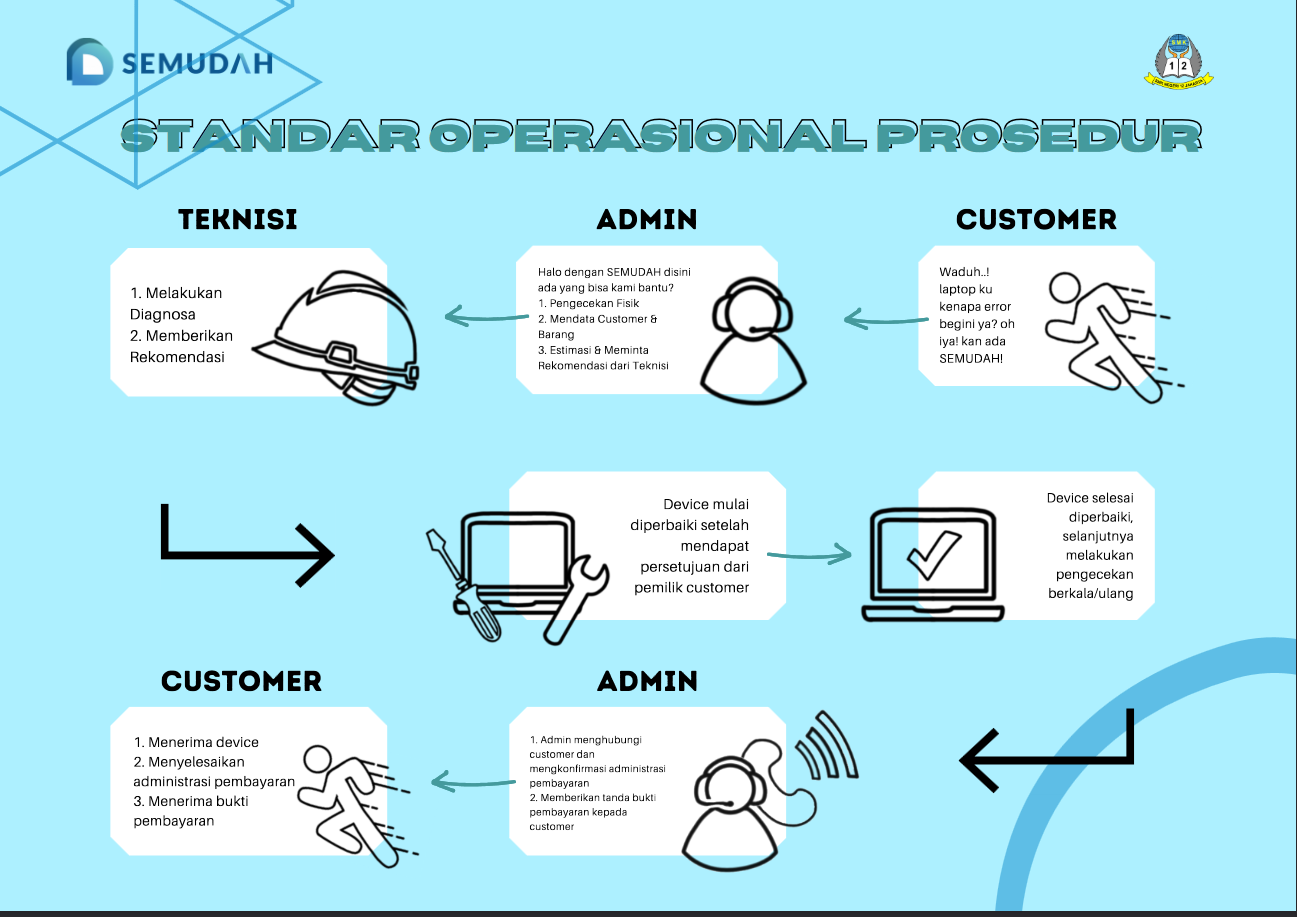 SEMUDAH
SMK
1 2
SMK NEGERI 12 JAKARTA
STANDAR OPERASIONAL PROSEDUR
TEKNISI
1. Melakukan
Diagnosa
2. Memberikan
Rekomendasi
ADMIN
Halo dengan SEMUDAH disini
ada yang bisa kami bantu?
1. Pengecekan Fisik
2. Mendata Customer &
Barang
3. Estimasi & Meminta
Rekomendasi dari Teknisi
CUSTOMER
Waduh..!
laptop ku
kenapa error
begini ya? oh
iya! kan ada
SEMUDAH!
Device mulai
diperbaiki setelah
mendapat
persetujuan dari
pemilik customer
Device selesai
diperbaiki,
selanjutnya
melakukan
pengecekan
berkala/ulang
CUSTOMER
1. Menerima device
2. Menyelesaikan
administrasi pembayaran
3. Menerima bukti
pembayaran
ADMIN
1. Admin menghubungi
customer dan
mengkonfirmasi administrasi
pembayaran
2. Memberikan tanda bukti
pembayaran kepada
customer